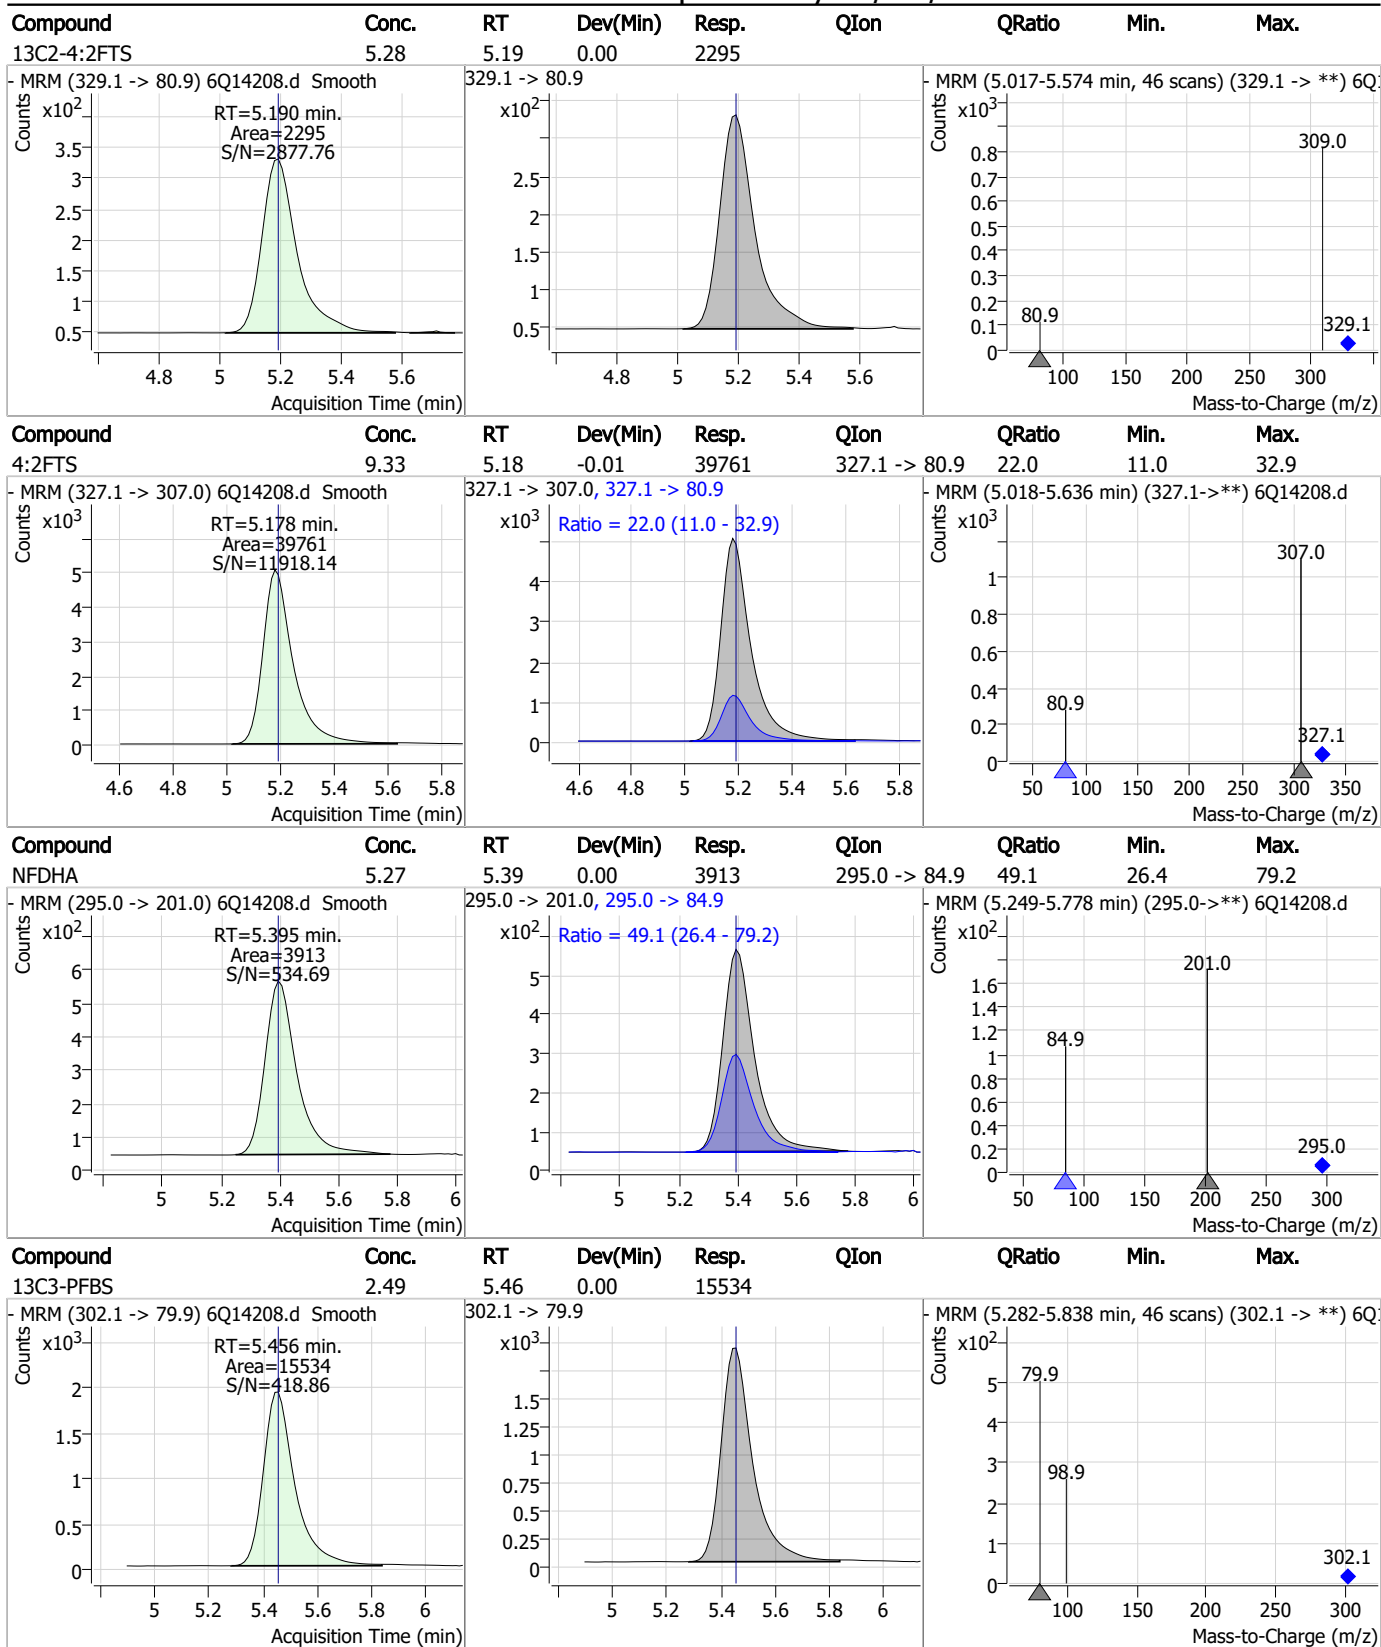 Compound Conc. RT Dev(Min) Resp. QIon QRatio Min. Max.
13C2-4:2FTS 5.28 5.19 0.00 2295
- MRM (329.1 -> 80.9) 6Q14208.d Smooth
329.1 -> 80.9
- MRM (5.017-5.574 min, 46 scans) (329.1 -> **) 6Q1
Counts
x10²
RT=5.190 min.
Area=2295
S/N=2877.76
3.5
3
2.5
2
1.5
1
0.5
4.8 5 5.2 5.4 5.6
Acquisition Time (min)
x10²
2.5
2
1.5
1
0.5
4.8 5 5.2 5.4 5.6
Counts
x10³
0.8
0.7
0.6
0.5
0.4
0.3
0.2
0.1
0
309.0
80.9
329.1
100 150 200 250 300
Mass-to-Charge (m/z)
Compound Conc. RT Dev(Min) Resp. QIon QRatio Min. Max.
4:2FTS 9.33 5.18 -0.01 39761 327.1 -> 80.9 22.0 11.0 32.9
- MRM (327.1 -> 307.0) 6Q14208.d Smooth
327.1 -> 307.0, 327.1 -> 80.9
- MRM (5.018-5.636 min) (327.1->**) 6Q14208.d
Counts
x10³
RT=5.178 min.
Area=39761
S/N=11918.14
5
4
3
2
1
0
4.6 4.8 5 5.2 5.4 5.6 5.8
Acquisition Time (min)
x10³
Ratio = 22.0 (11.0 - 32.9)
4
3
2
1
0
4.6 4.8 5 5.2 5.4 5.6 5.8
Counts
x10³
1
0.8
0.6
0.4
0.2
0
307.0
80.9
327.1
50 100 150 200 250 300 350
Mass-to-Charge (m/z)
Compound Conc. RT Dev(Min) Resp. QIon QRatio Min. Max.
NFDHA 5.27 5.39 0.00 3913 295.0 -> 84.9 49.1 26.4 79.2
- MRM (295.0 -> 201.0) 6Q14208.d Smooth
295.0 -> 201.0, 295.0 -> 84.9
- MRM (5.249-5.778 min) (295.0->**) 6Q14208.d
Counts
x10²
RT=5.395 min.
Area=3913
S/N=534.69
6
5
4
3
2
1
0
5 5.2 5.4 5.6 5.8 6
Acquisition Time (min)
x10²
Ratio = 49.1 (26.4 - 79.2)
5
4
3
2
1
0
5 5.2 5.4 5.6 5.8 6
Counts
x10²
1.6
1.4
1.2
1
0.8
0.6
0.4
0.2
0
201.0
84.9
295.0
50 100 150 200 250 300
Mass-to-Charge (m/z)
Compound Conc. RT Dev(Min) Resp. QIon QRatio Min. Max.
13C3-PFBS 2.49 5.46 0.00 15534
- MRM (302.1 -> 79.9) 6Q14208.d Smooth
302.1 -> 79.9
- MRM (5.282-5.838 min, 46 scans) (302.1 -> **) 6Q1
Counts
x10³
RT=5.456 min.
Area=15534
S/N=418.86
2
1.5
1
0.5
0
5 5.2 5.4 5.6 5.8 6
Acquisition Time (min)
x10³
1.5
1.25
1
0.75
0.5
0.25
0
5 5.2 5.4 5.6 5.8 6
Counts
x10²
5
4
3
2
1
0
79.9
98.9
302.1
100 150 200 250 300
Mass-to-Charge (m/z)